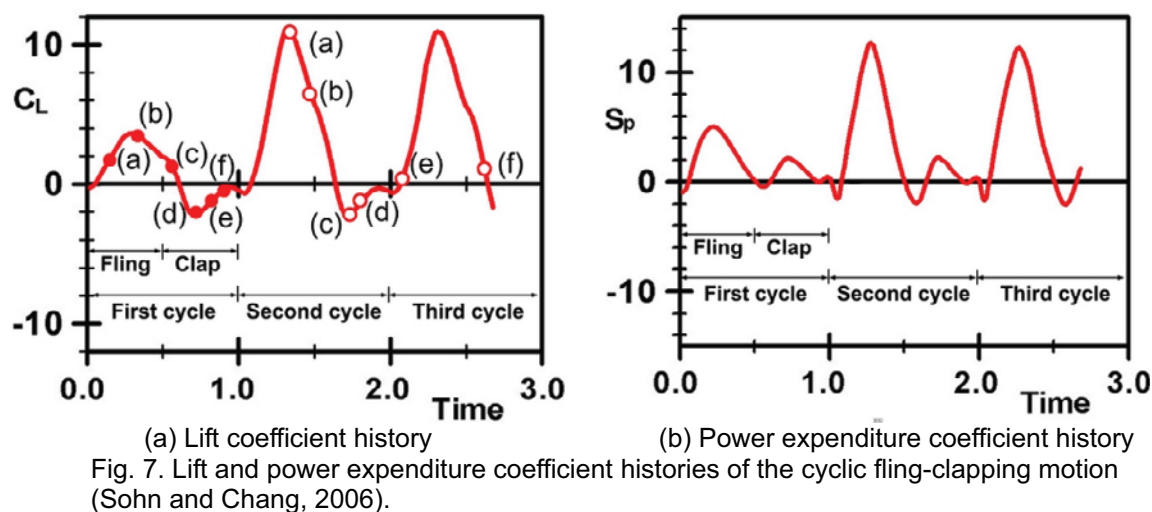 10
C_L
0
-10
(a)
(b)
(c)
(f)
(d)
(e)
(a)
(b)
(c)
(d)
(e)
(f)
Fling
Clap
First cycle
Second cycle
Third cycle
0.0 1.0 2.0 3.0
Time
(a) Lift coefficient history
10
S_p
0
-10
Fling
Clap
First cycle
Second cycle
Third cycle
0.0 1.0 2.0 3.0
Time
(b) Power expenditure coefficient history
Fig. 7. Lift and power expenditure coefficient histories of the cyclic fling-clapping motion
(Sohn and Chang, 2006).